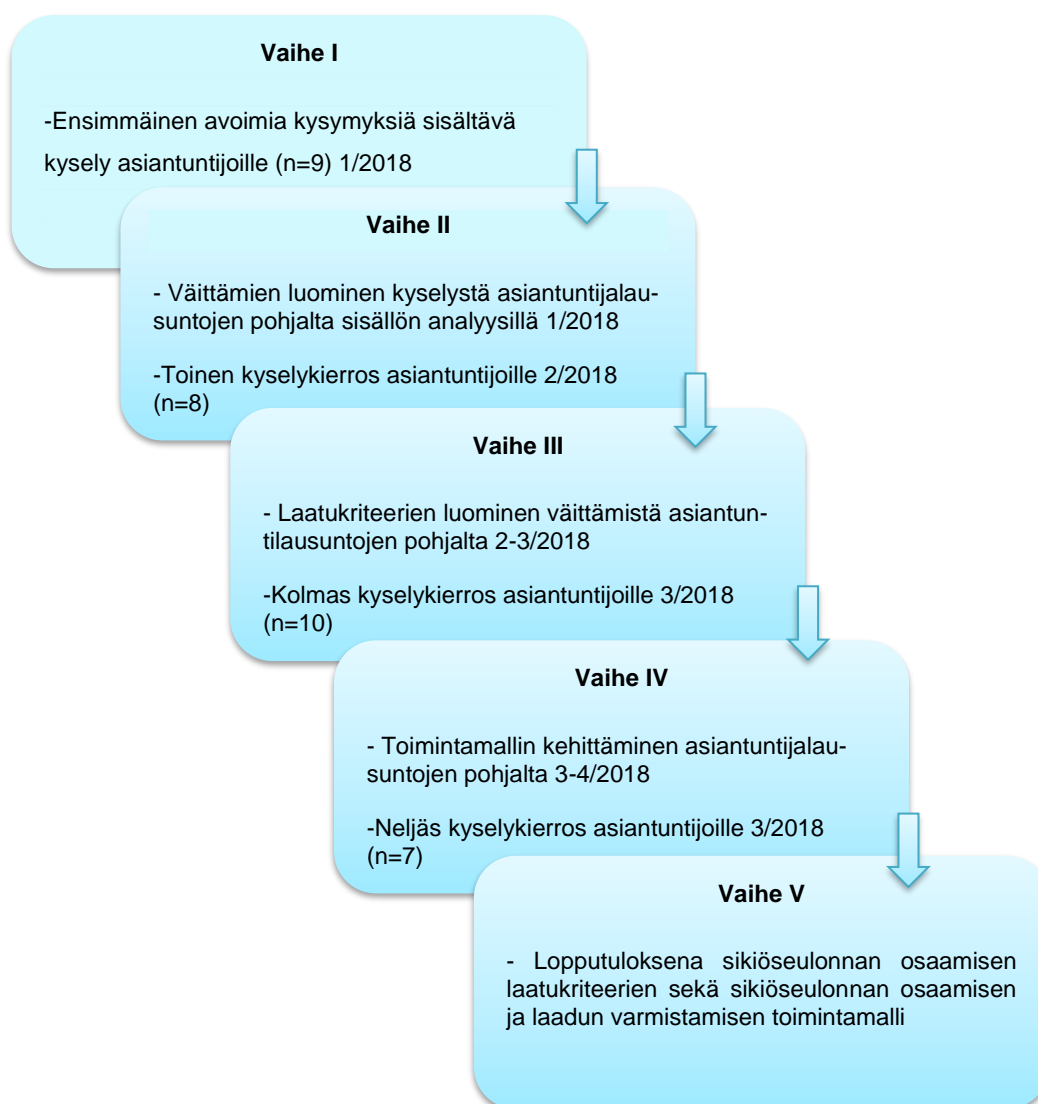 Vaihe I
-Ensimmäinen avoimia kysymyksiä sisältävä
kysely asiantuntijoille (n=9) 1/2018
Vaihe II
- Väittämien luominen kyselystä asiantuntijalau-
suntojen pohjalta sisällön analyysillä 1/2018
-Toinen kyselykierros asiantuntijoille 2/2018
(n=8)
Vaihe III
- Laatukriteerien luominen väittämistä asiantun-
tilausuntojen pohjalta 2-3/2018
-Kolmas kyselykierros asiantuntijoille 3/2018
(n=10)
Vaihe IV
- Toimintamallin kehittäminen asiantuntijalau-
suntojen pohjalta 3-4/2018
-Neljäs kyselykierros asiantuntijoille 3/2018
(n=7)
Vaihe V
- Lopputuloksena sikiöseulonnan osaamisen
laatukriteerien sekä sikiöseulonnan osaamisen
ja laadun varmistamisen toimintamalli